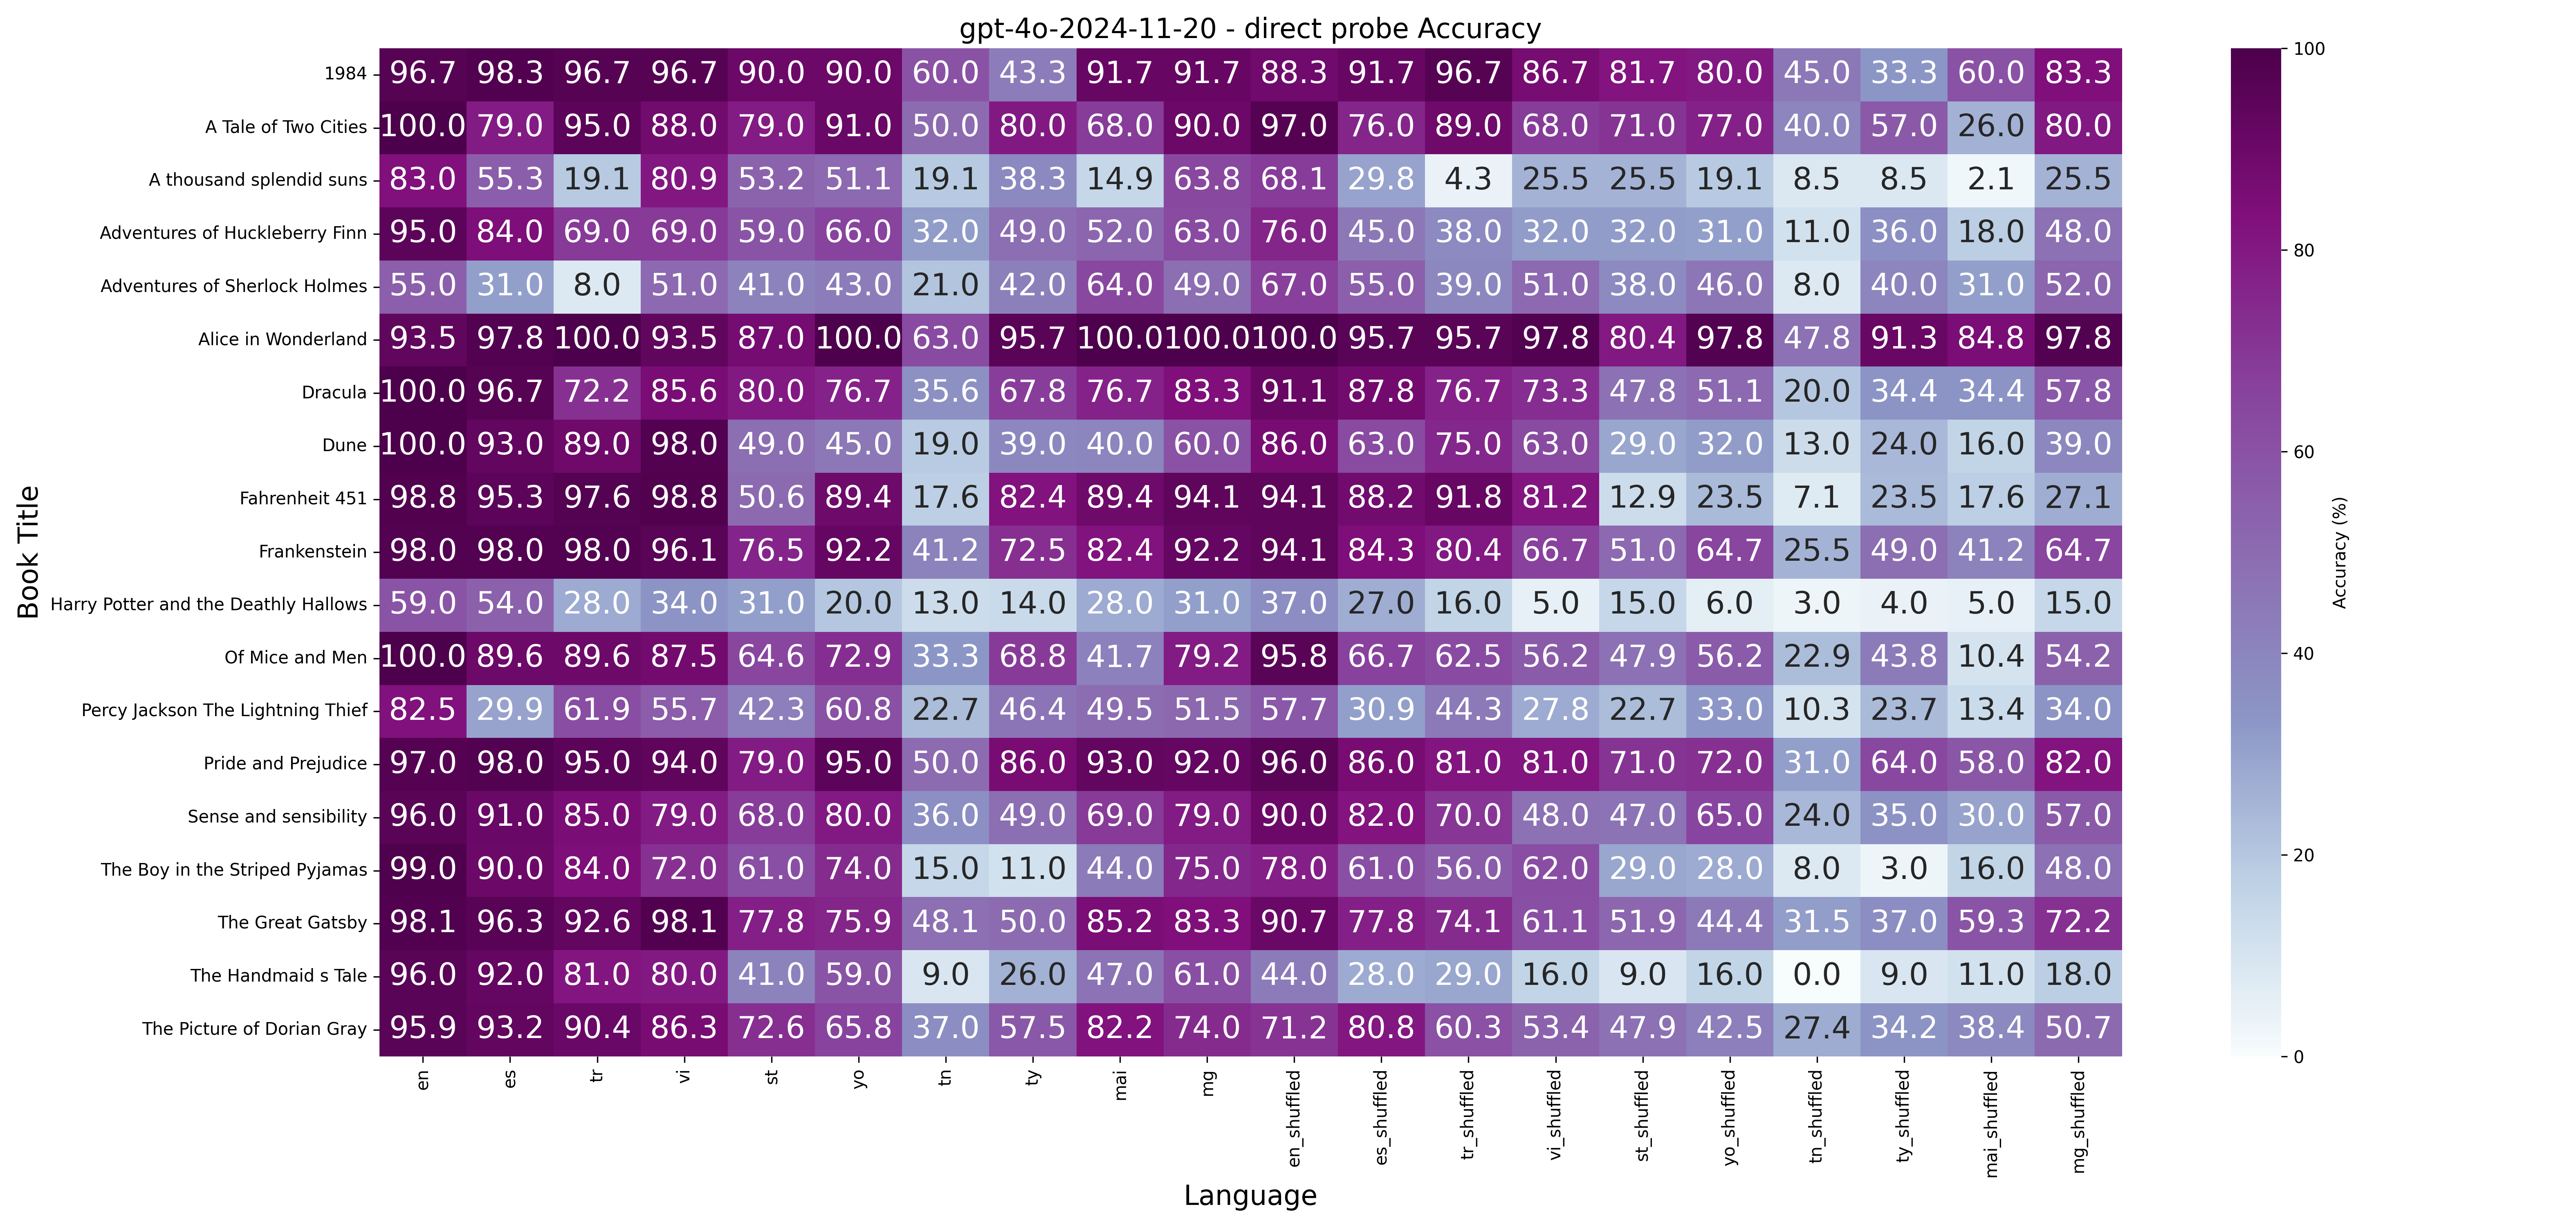 gpt-4o-2024-11-20 - direct probe Accuracy
1984 96.7 98.3 96.7 96.7 90.0 90.0 60.0 43.3 91.7 91.7 88.3 91.7 96.7 86.7 81.7 80.0 45.0 33.3 60.0 83.3
A Tale of Two Cities 100.0 79.0 95.0 88.0 79.0 91.0 50.0 80.0 68.0 90.0 97.0 76.0 89.0 68.0 71.0 77.0 40.0 57.0 26.0 80.0
A thousand splendid suns 83.0 55.3 19.1 80.9 53.2 51.1 19.1 38.3 14.9 63.8 68.1 29.8 4.3 25.5 25.5 19.1 8.5 8.5 2.1 25.5
Adventures of Huckleberry Finn 95.0 84.0 69.0 69.0 59.0 66.0 32.0 49.0 52.0 63.0 76.0 45.0 38.0 32.0 32.0 31.0 11.0 36.0 18.0 48.0
Adventures of Sherlock Holmes 55.0 31.0 8.0 51.0 41.0 43.0 21.0 42.0 64.0 49.0 67.0 55.0 39.0 51.0 38.0 46.0 8.0 40.0 31.0 52.0
Alice in Wonderland 93.5 97.8 100.0 93.5 87.0 100.0 63.0 95.7 100.0 100.0 100.0 95.7 95.7 97.8 80.4 97.8 47.8 91.3 84.8 97.8
Dracula 100.0 96.7 72.2 85.6 80.0 76.7 35.6 67.8 76.7 83.3 91.1 87.8 76.7 73.3 47.8 51.1 20.0 34.4 34.4 57.8
Dune 100.0 93.0 89.0 98.0 49.0 45.0 19.0 39.0 40.0 60.0 86.0 63.0 75.0 63.0 29.0 32.0 13.0 24.0 16.0 39.0
Fahrenheit 451 98.8 95.3 97.6 98.8 50.6 89.4 17.6 82.4 89.4 94.1 94.1 88.2 91.8 81.2 12.9 23.5 7.1 23.5 17.6 27.1
Frankenstein 98.0 98.0 98.0 96.1 76.5 92.2 41.2 72.5 82.4 92.2 94.1 84.3 80.4 66.7 51.0 64.7 25.5 49.0 41.2 64.7
Harry Potter and the Deathly Hallows 59.0 54.0 28.0 34.0 31.0 20.0 13.0 14.0 28.0 31.0 37.0 27.0 16.0 5.0 15.0 6.0 3.0 4.0 5.0 15.0
Of Mice and Men 100.0 89.6 89.6 87.5 64.6 72.9 33.3 68.8 41.7 79.2 95.8 66.7 62.5 56.2 47.9 56.2 22.9 43.8 10.4 54.2
Percy Jackson The Lightning Thief 82.5 29.9 61.9 55.7 42.3 60.8 22.7 46.4 49.5 51.5 57.7 30.9 44.3 27.8 22.7 33.0 10.3 23.7 13.4 34.0
Pride and Prejudice 97.0 98.0 95.0 94.0 79.0 95.0 50.0 86.0 93.0 92.0 96.0 86.0 81.0 81.0 71.0 72.0 31.0 64.0 58.0 82.0
Sense and sensibility 96.0 91.0 85.0 79.0 68.0 80.0 36.0 49.0 69.0 79.0 90.0 82.0 70.0 48.0 47.0 65.0 24.0 35.0 30.0 57.0
The Boy in the Striped Pyjamas 99.0 90.0 84.0 72.0 61.0 74.0 15.0 11.0 44.0 75.0 78.0 61.0 56.0 62.0 29.0 28.0 8.0 3.0 16.0 48.0
The Great Gatsby 98.1 96.3 92.6 98.1 77.8 75.9 48.1 50.0 85.2 83.3 90.7 77.8 74.1 61.1 51.9 44.4 31.5 37.0 59.3 72.2
The Handmaid s Tale 96.0 92.0 81.0 80.0 41.0 59.0 9.0 26.0 47.0 61.0 44.0 28.0 29.0 16.0 9.0 16.0 0.0 9.0 11.0 18.0
The Picture of Dorian Gray 95.9 93.2 90.4 86.3 72.6 65.8 37.0 57.5 82.2 74.0 71.2 80.8 60.3 53.4 47.9 42.5 27.4 34.2 38.4 50.7
en es tr vi st yo tn ty mai mg en_shuffled es_shuffled tr_shuffled vi_shuffled st_shuffled yo_shuffled tn_shuffled ty_shuffled mai_shuffled mg_shuffled
Language
Book Title
100
80
60
40
20
0
Accuracy (%)